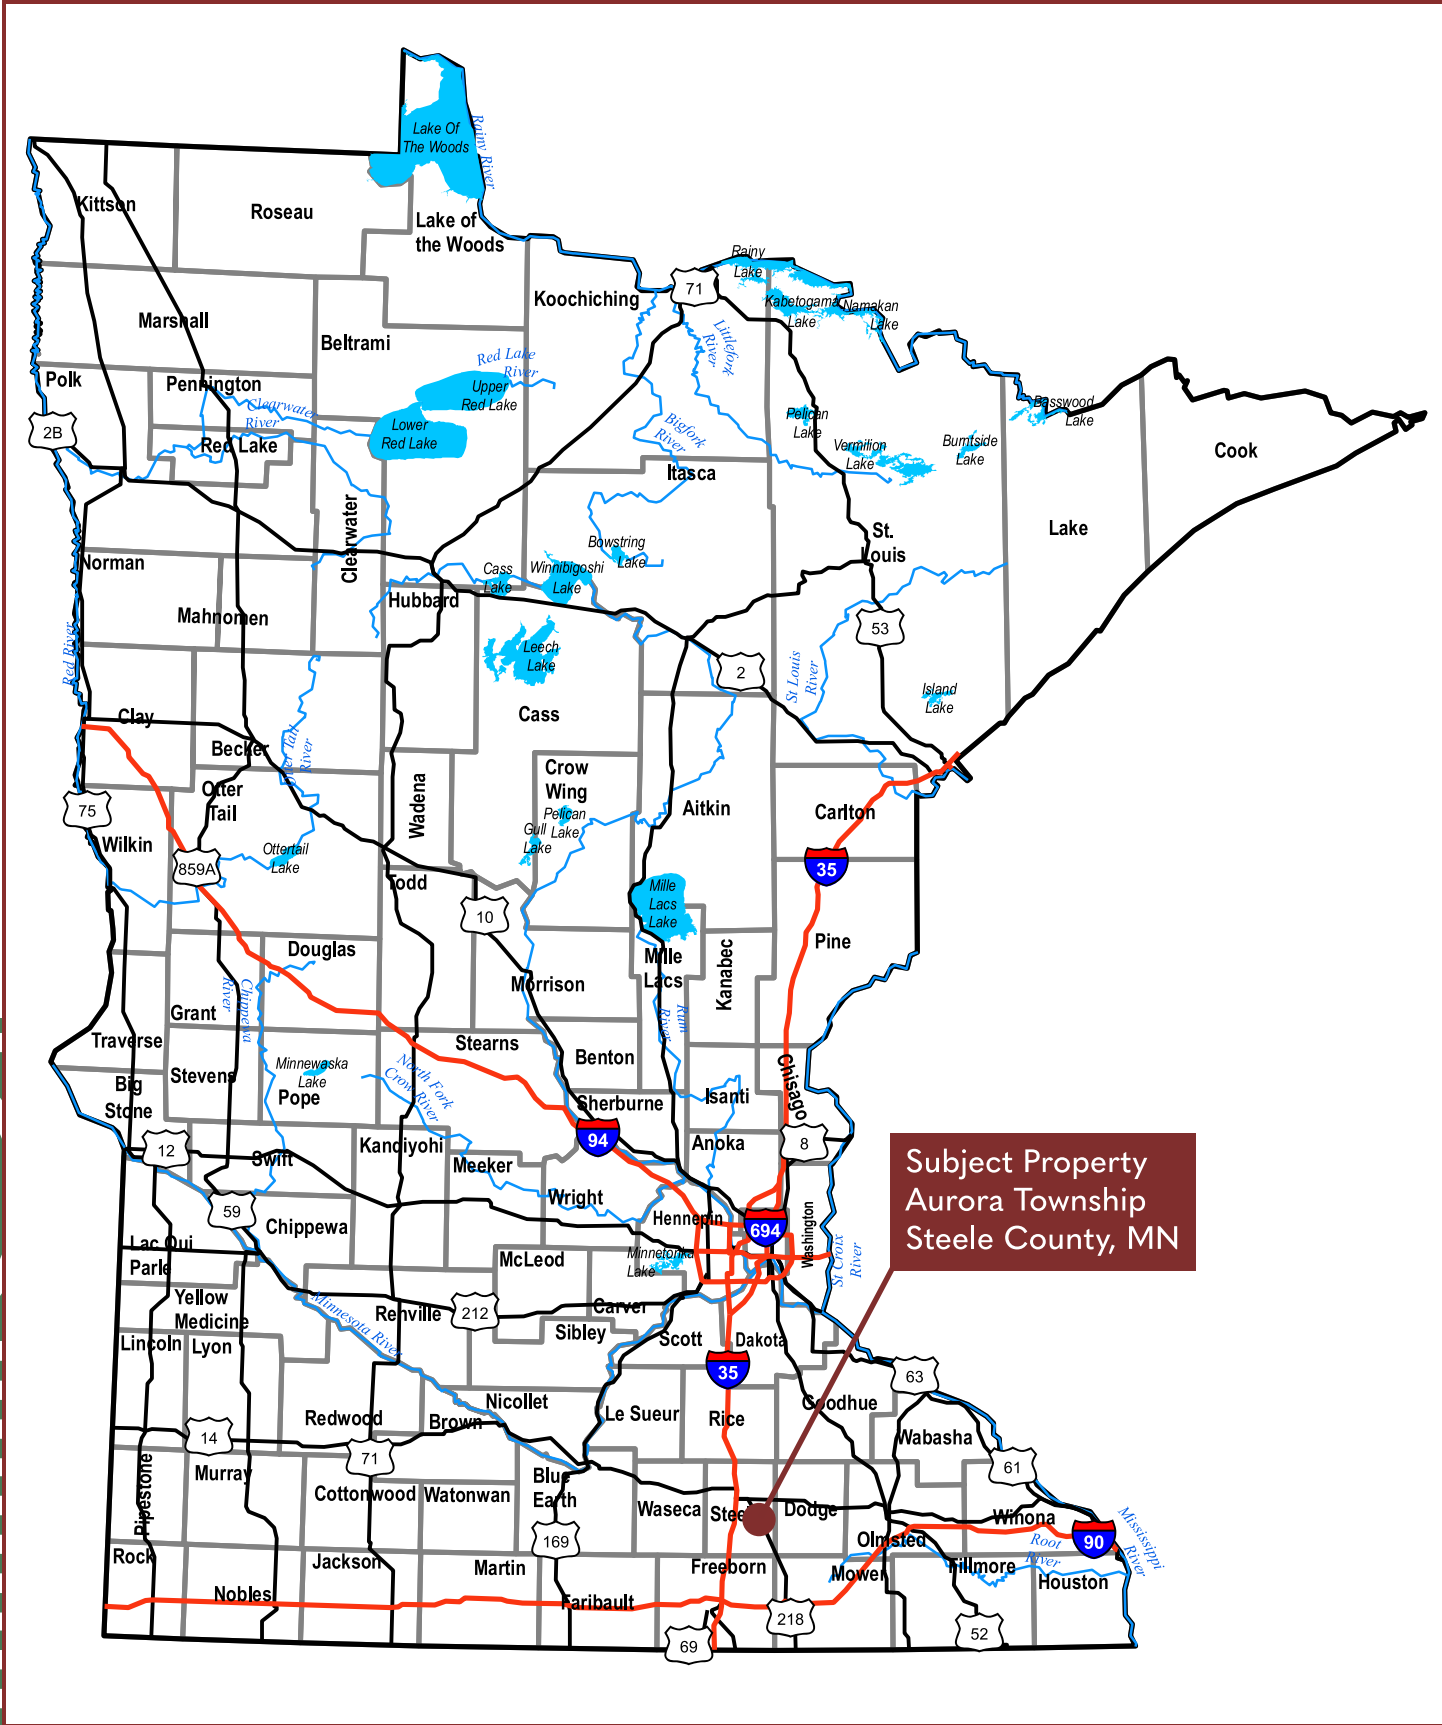 Lake Of
The Woods
Rainy River
Kittson
Roseau
Lake of
the Woods
Rainy
Lake
71
Koochiching
Kabetogama
Lake
Namakan
Lake
Marshall
Beltrami
Littlefork
River
Red Lake
River
Polk
Pennington
Upper
Red Lake
Clearwater
River
Basswood
Lake
Pelican
Lake
2B
Red Lake
Lower
Red Lake
Bigfork
River
Vermilion
Lake
Burntside
Lake
Cook
Itasca
Clearwater
St.
Louis
Lake
Norman
Bowstring
Lake
Cass
Lake
Winnibigoshi
Lake
Hubbard
Mahnomen
53
Red River
Leech
Lake
2
St Louis
River
Island
Lake
Clay
Cass
Becker
Otter Tail
River
Otter
Tail
Wadena
Crow
Wing
75
Pelican
Lake
Gull
Lake
Aitkin
Carlton
Wilkin
859A
Ottertail
Lake
35
Todd
Mille
Lacs
Lake
10
Douglas
Pine
Mille
Lacs
Kanabec
Chippewa
River
Morrison
Grant
Rum
River
Traverse
Stearns
Benton
Stevens
Minnewaska
Lake
Pope
North Fork
Crow River
Big
Stone
Chisago
Isanti
Sherburne
94
Anoka
8
12
Swift
Kandiyohi
Meeker
Subject Property
Aurora Township
Steele County, MN
Wright
59
Chippewa
Hennepin
694
Washington
St Croix
River
Lac Qui
Parle
McLeod
Minnetonka
Lake
Yellow
Medicine
Minnesota River
Renville
212
Carver
Sibley
Scott
Dakota
Lincoln
Lyon
35
63
Nicollet
Goodhue
Redwood
Brown
Le Sueur
Rice
14
71
Wabasha
61
Pipestone
Murray
Cottonwood
Watonwan
Blue
Earth
Waseca
Stee
Dodge
Winona
Mississippi
River
169
Olmsted
Root
River
90
Rock
Jackson
Martin
Freeborn
Mower
Fillmore
Houston
Nobles
Faribault
218
69
52